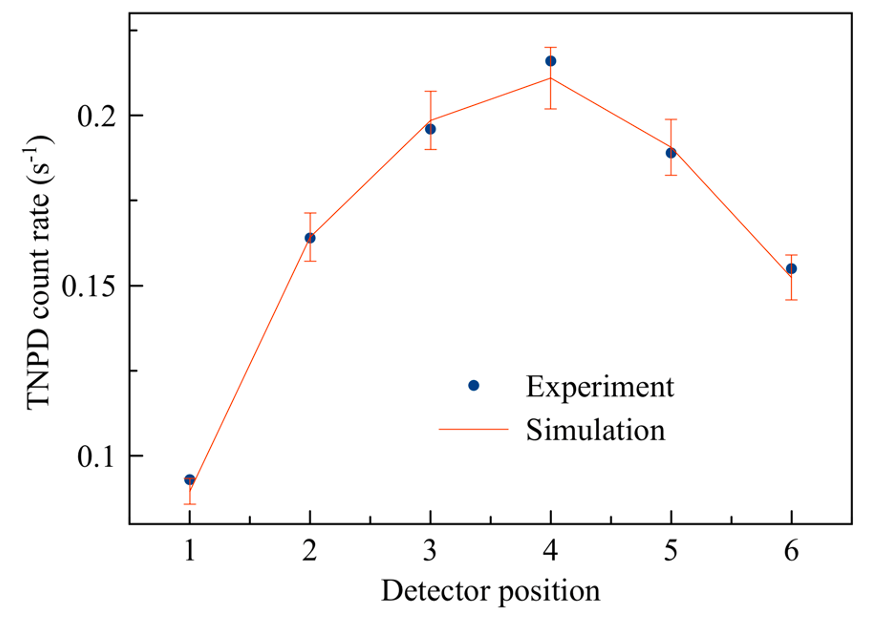 TNPD count rate (s⁻¹)
0.2
0.15
0.1
Experiment
Simulation
1 2 3 4 5 6
Detector position